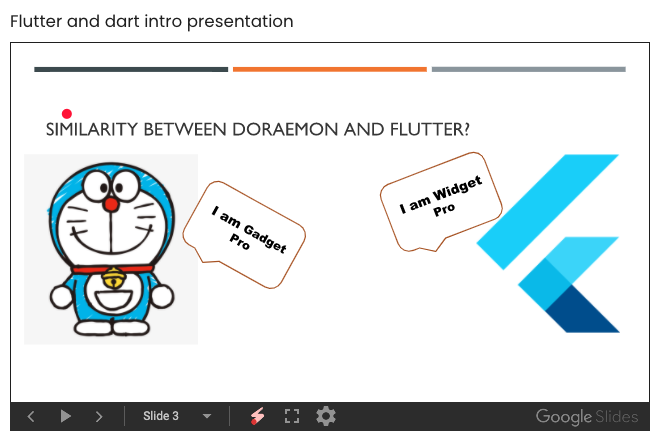 Flutter and dart intro presentation
SIMILARITY BETWEEN DORAEMON AND FLUTTER?
I am Gadget
Pro
I am Widget
Pro
Slide 3
Google Slides